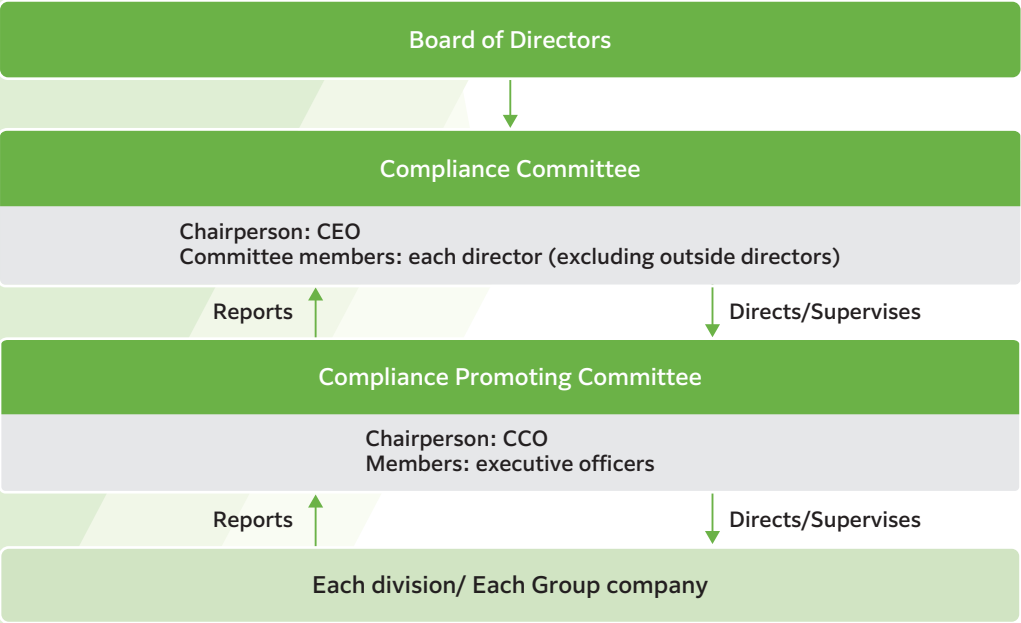 Board of Directors
Compliance Committee
Chairperson: CEO
Committee members: each director (excluding outside directors)
Reports
Directs/Supervises
Compliance Promoting Committee
Chairperson: CCO
Members: executive officers
Reports
Directs/Supervises
Each division/ Each Group company